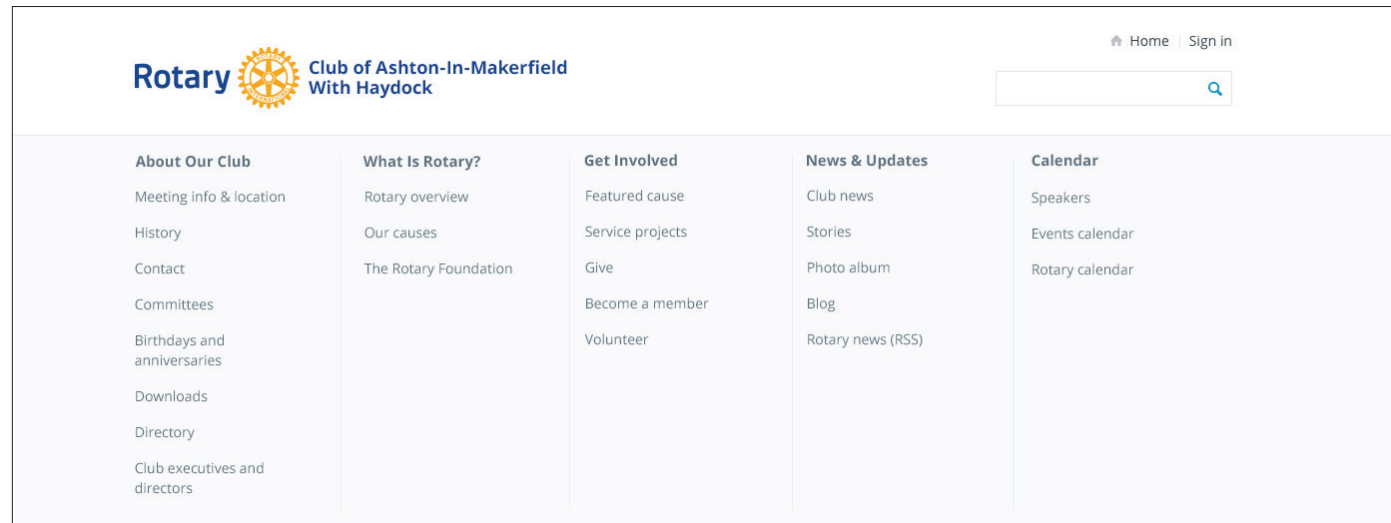 Home Sign in
Rotary Club of Ashton-In-Makerfield
With Haydock
About Our Club
Meeting info & location
History
Contact
Committees
Birthdays and
anniversaries
Downloads
Directory
Club executives and
directors
What Is Rotary?
Rotary overview
Our causes
The Rotary Foundation
Get Involved
Featured cause
Service projects
Give
Become a member
Volunteer
News & Updates
Club news
Stories
Photo album
Blog
Rotary news (RSS)
Calendar
Speakers
Events calendar
Rotary calendar